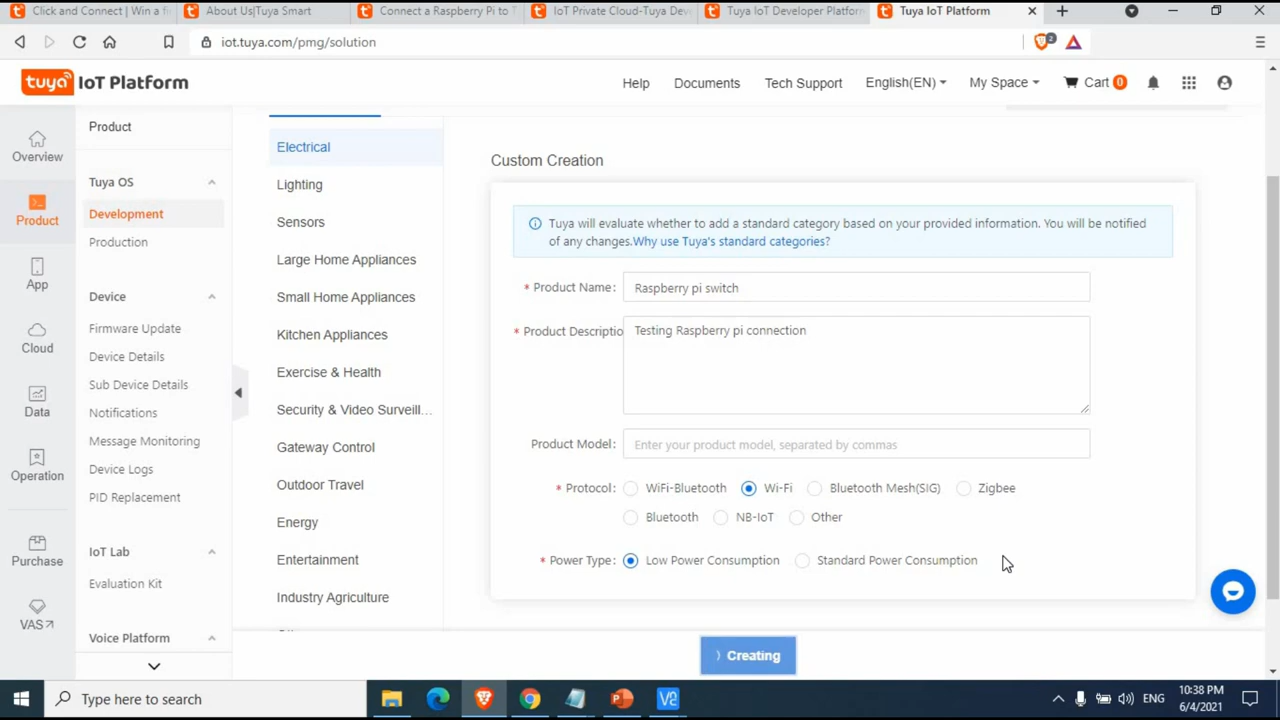 Click and Connect | Win a f
About Us|Tuya Smart
Connect a Raspberry Pi to T
IoT Private Cloud-Tuya Dev
Tuya IoT Developer Platform
Tuya IoT Platform
iot.tuya.com/pmg/solution
2
tuya IoT Platform
Help
Documents
Tech Support
English(EN)
My Space
Cart 0
Overview
Product
App
Cloud
Data
Operation
Purchase
VAS
Product
Tuya OS
Development
Production
Device
Firmware Update
Device Details
Sub Device Details
Notifications
Message Monitoring
Device Logs
PID Replacement
IoT Lab
Evaluation Kit
Voice Platform
Electrical
Lighting
Sensors
Large Home Appliances
Small Home Appliances
Kitchen Appliances
Exercise & Health
Security & Video Surveill...
Gateway Control
Outdoor Travel
Energy
Entertainment
Industry Agriculture
Custom Creation
Tuya will evaluate whether to add a standard category based on your provided information. You will be notified
of any changes.Why use Tuya's standard categories?
* Product Name: Raspberry pi switch
* Product Descriptio Testing Raspberry pi connection
Product Model: Enter your product model, separated by commas
* Protocol: WiFi-Bluetooth Wi-Fi Bluetooth Mesh(SIG) Zigbee
Bluetooth NB-IoT Other
* Power Type: Low Power Consumption Standard Power Consumption
Creating
Type here to search
ENG
10:38 PM
6/4/2021